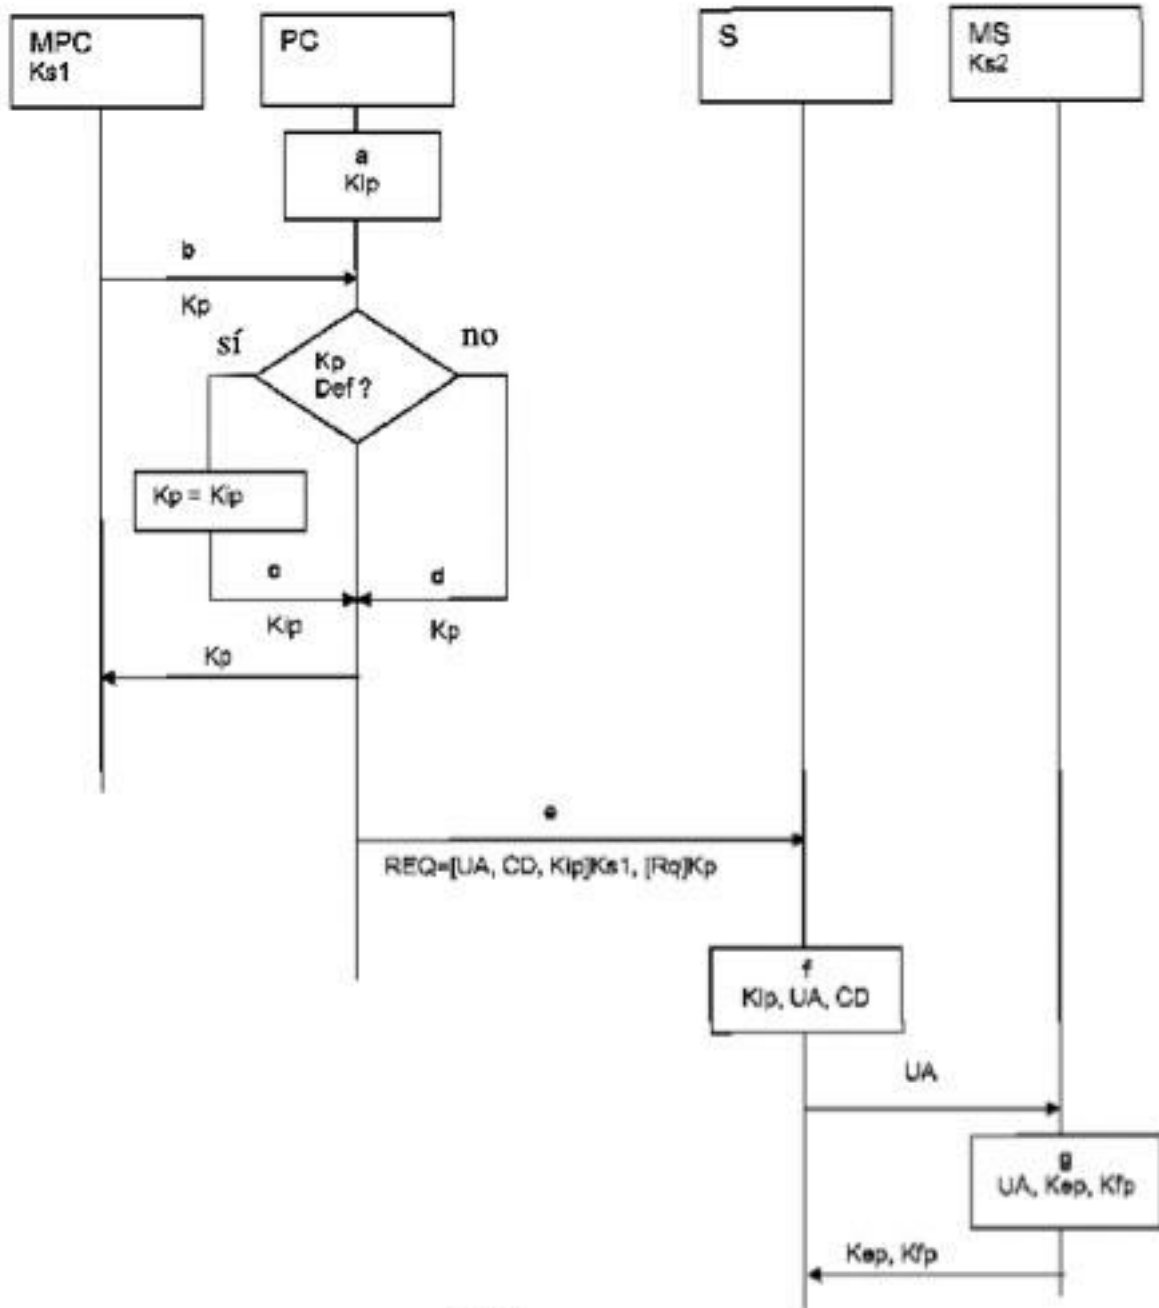 MPC
Ks1
PC
S
MS
Ks2
a
Kip
b
Kp
sí
no
Kp
Def ?
Kp = Kip
c
Kip
d
Kp
Kp
e
REQ=[UA, CD, Kip]Ks1, [Rq]Kp
f
Kip, UA, CD
UA
g
UA, Kep, Kfp
Kep, Kfp